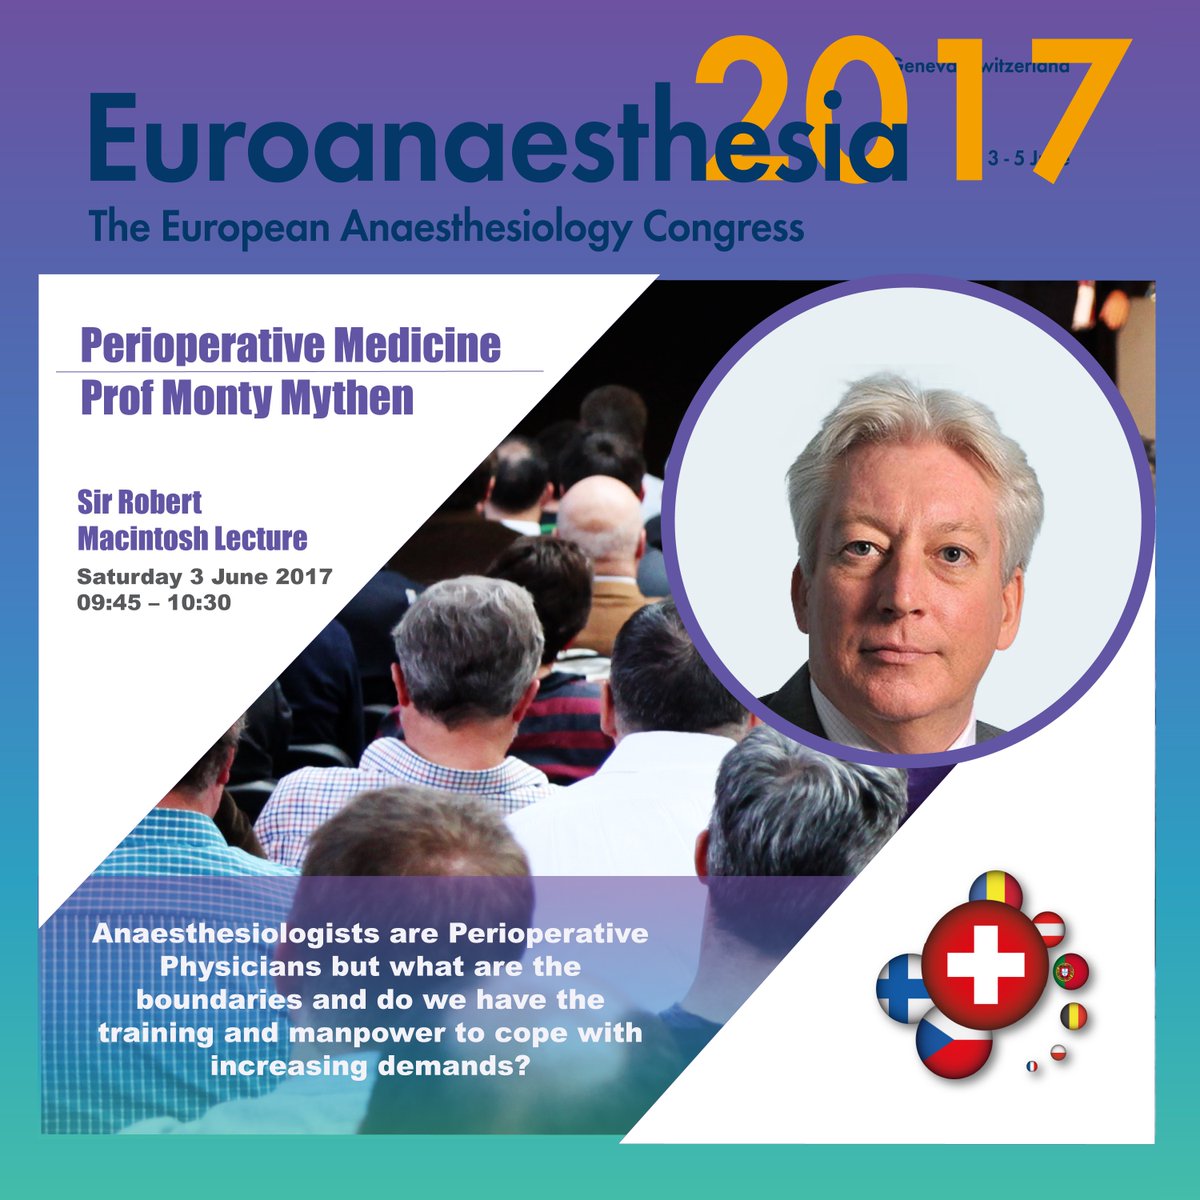 Euroanaesthesia 2017
Geneva Switzerland
3 - 5 June
The European Anaesthesiology Congress
Perioperative Medicine
Prof Monty Mythen
Sir Robert
Macintosh Lecture
Saturday 3 June 2017
09:45 – 10:30
Anaesthesiologists are Perioperative
Physicians but what are the
boundaries and do we have the
training and manpower to cope with
increasing demands?